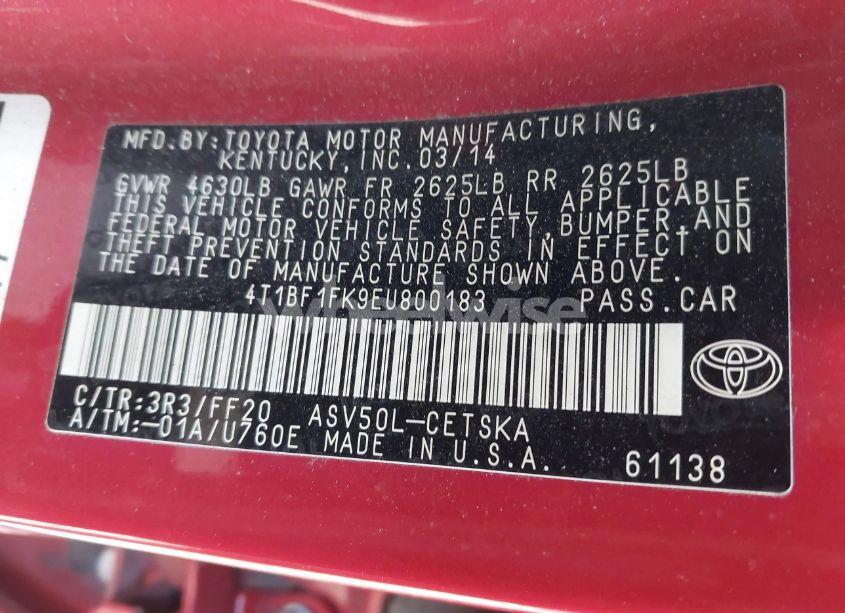 MFD.BY:TOYOTA MOTOR MANUFACTURING,
KENTUCKY,INC.03/14
GVWR 4630LB GAWR FR 2625LB RR 2625LB
THIS VEHICLE CONFORMS TO ALL APPLICABLE
FEDERAL MOTOR VEHICLE SAFETY,BUMPER,AND
THEFT PREVENTION STANDARDS IN EFFECT ON
THE DATE OF MANUFACTURE SHOWN ABOVE.
4T1BF1FK9EU800183 PASS.CAR
wheelwise
C/TR:3R3/FF20 ASV50L-CETSKA
A/TM:-01A/U760E MADE IN U.S.A. 61138